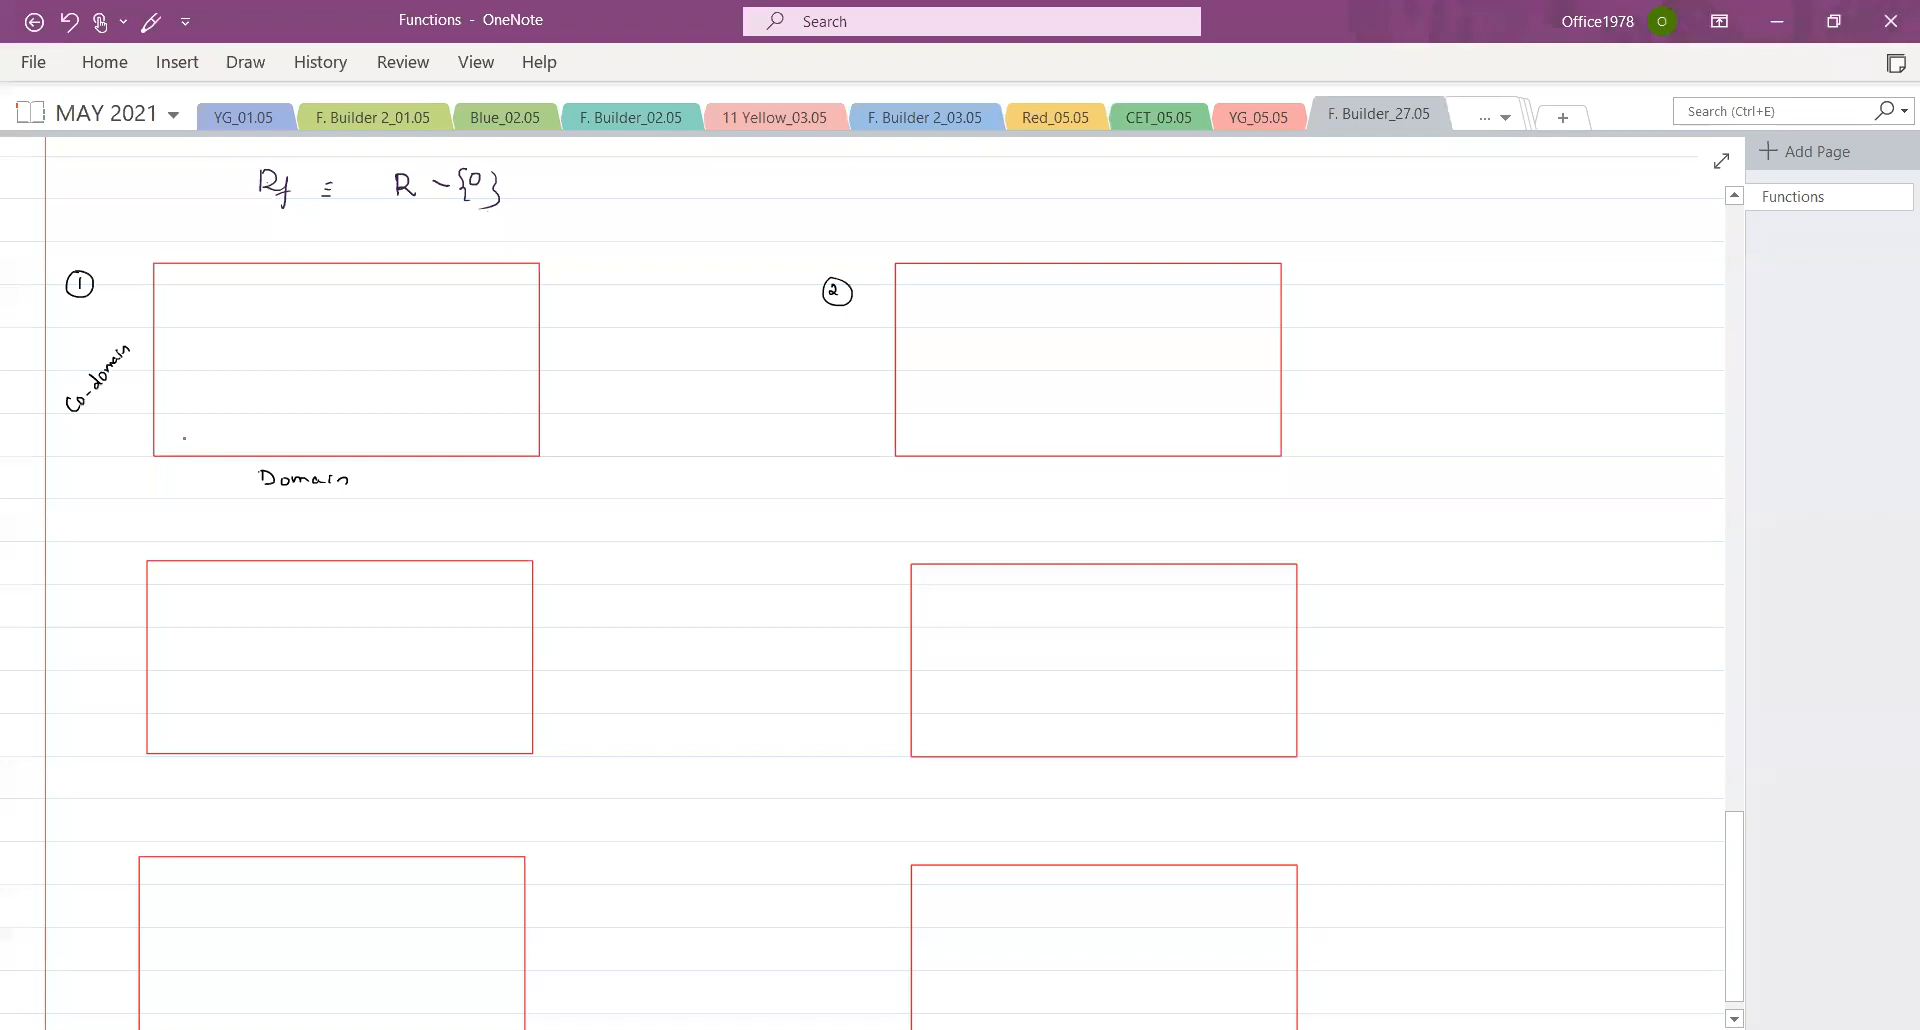 Functions - OneNote
Search
Office1978
O
File Home Insert Draw History Review View Help
MAY 2021
YG_01.05
F. Builder 2_01.05
Blue_02.05
F. Builder_02.05
11 Yellow_03.05
F. Builder 2_03.05
Red_05.05
CET_05.05
YG_05.05
F. Builder_27.05
...
Search (Ctrl+E)
Add Page
Functions
Rf ≡ R ~ {0}
1
2
Co-domain
Domain